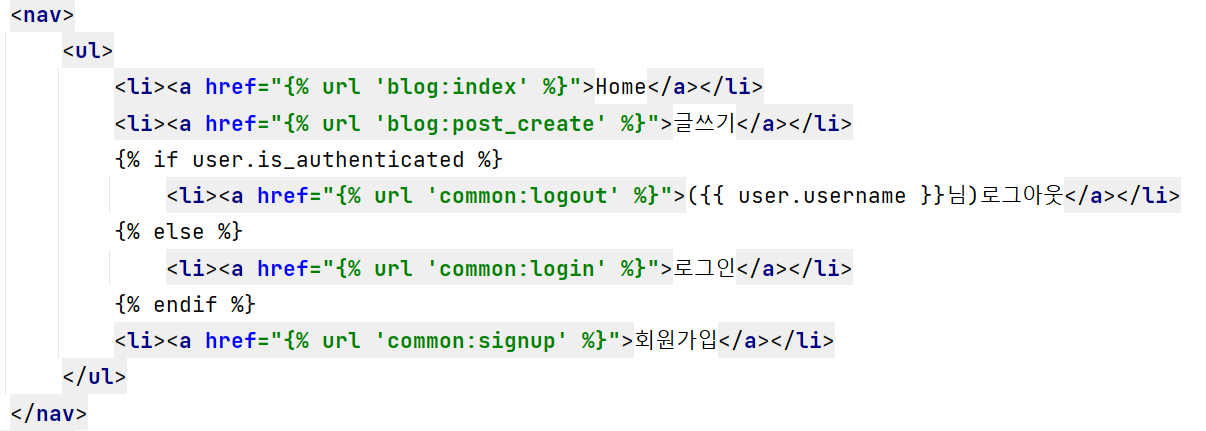 <nav>
    <ul>
        <li><a href="{% url 'blog:index' %}">Home</a></li>
        <li><a href="{% url 'blog:post_create' %}">글쓰기</a></li>
        {% if user.is_authenticated %}
            <li><a href="{% url 'common:logout' %}">({{ user.username }}님)로그아웃</a></li>
        {% else %}
            <li><a href="{% url 'common:login' %}">로그인</a></li>
        {% endif %}
        <li><a href="{% url 'common:signup' %}">회원가입</a></li>
    </ul>
</nav>